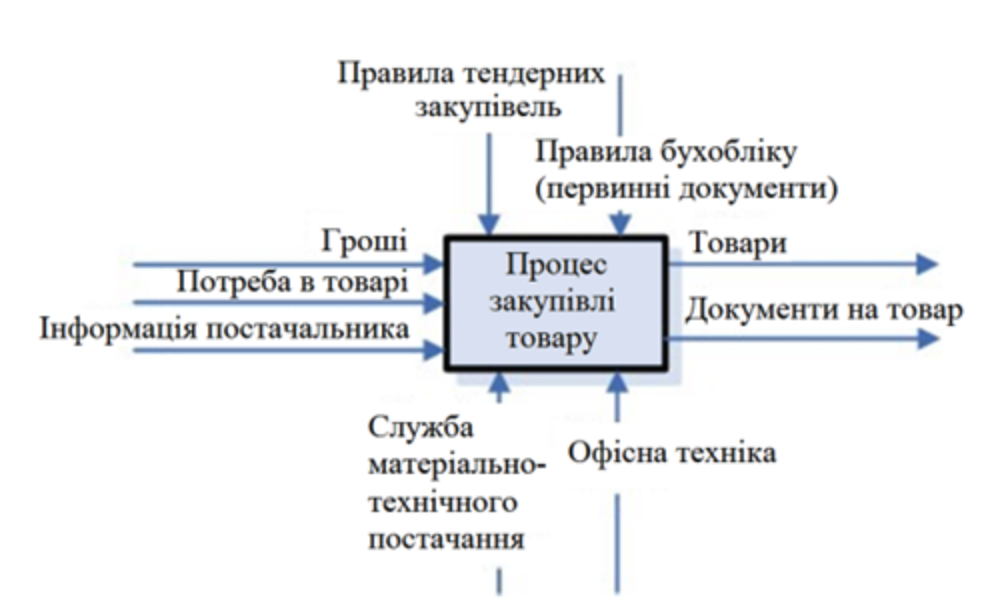 Правила тендерних
закупівель
Правила бухобліку
(первинні документи)
Гроші
Потреба в товарі
Інформація постачальника
Процес
закупівлі
товару
Товари
Документи на товар
Служба
матеріально-
технічного
постачання
Офісна техніка